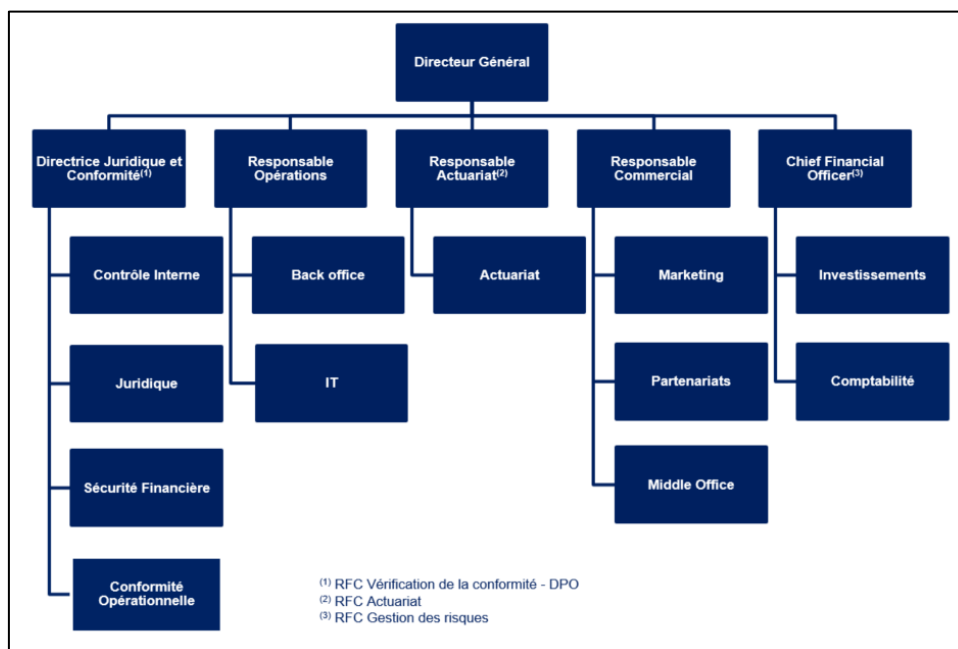 Directeur Général
Directrice Juridique et
Conformité(1)
Responsable
Opérations
Responsable
Actuariat(2)
Responsable
Commercial
Chief Financial
Officer(3)
Contrôle Interne
Back office
Actuariat
Marketing
Investissements
Juridique
IT
Partenariats
Comptabilité
Sécurité Financière
Middle Office
Conformité
Opérationnelle
(1) RFC Vérification de la conformité - DPO
(2) RFC Actuariat
(3) RFC Gestion des risques